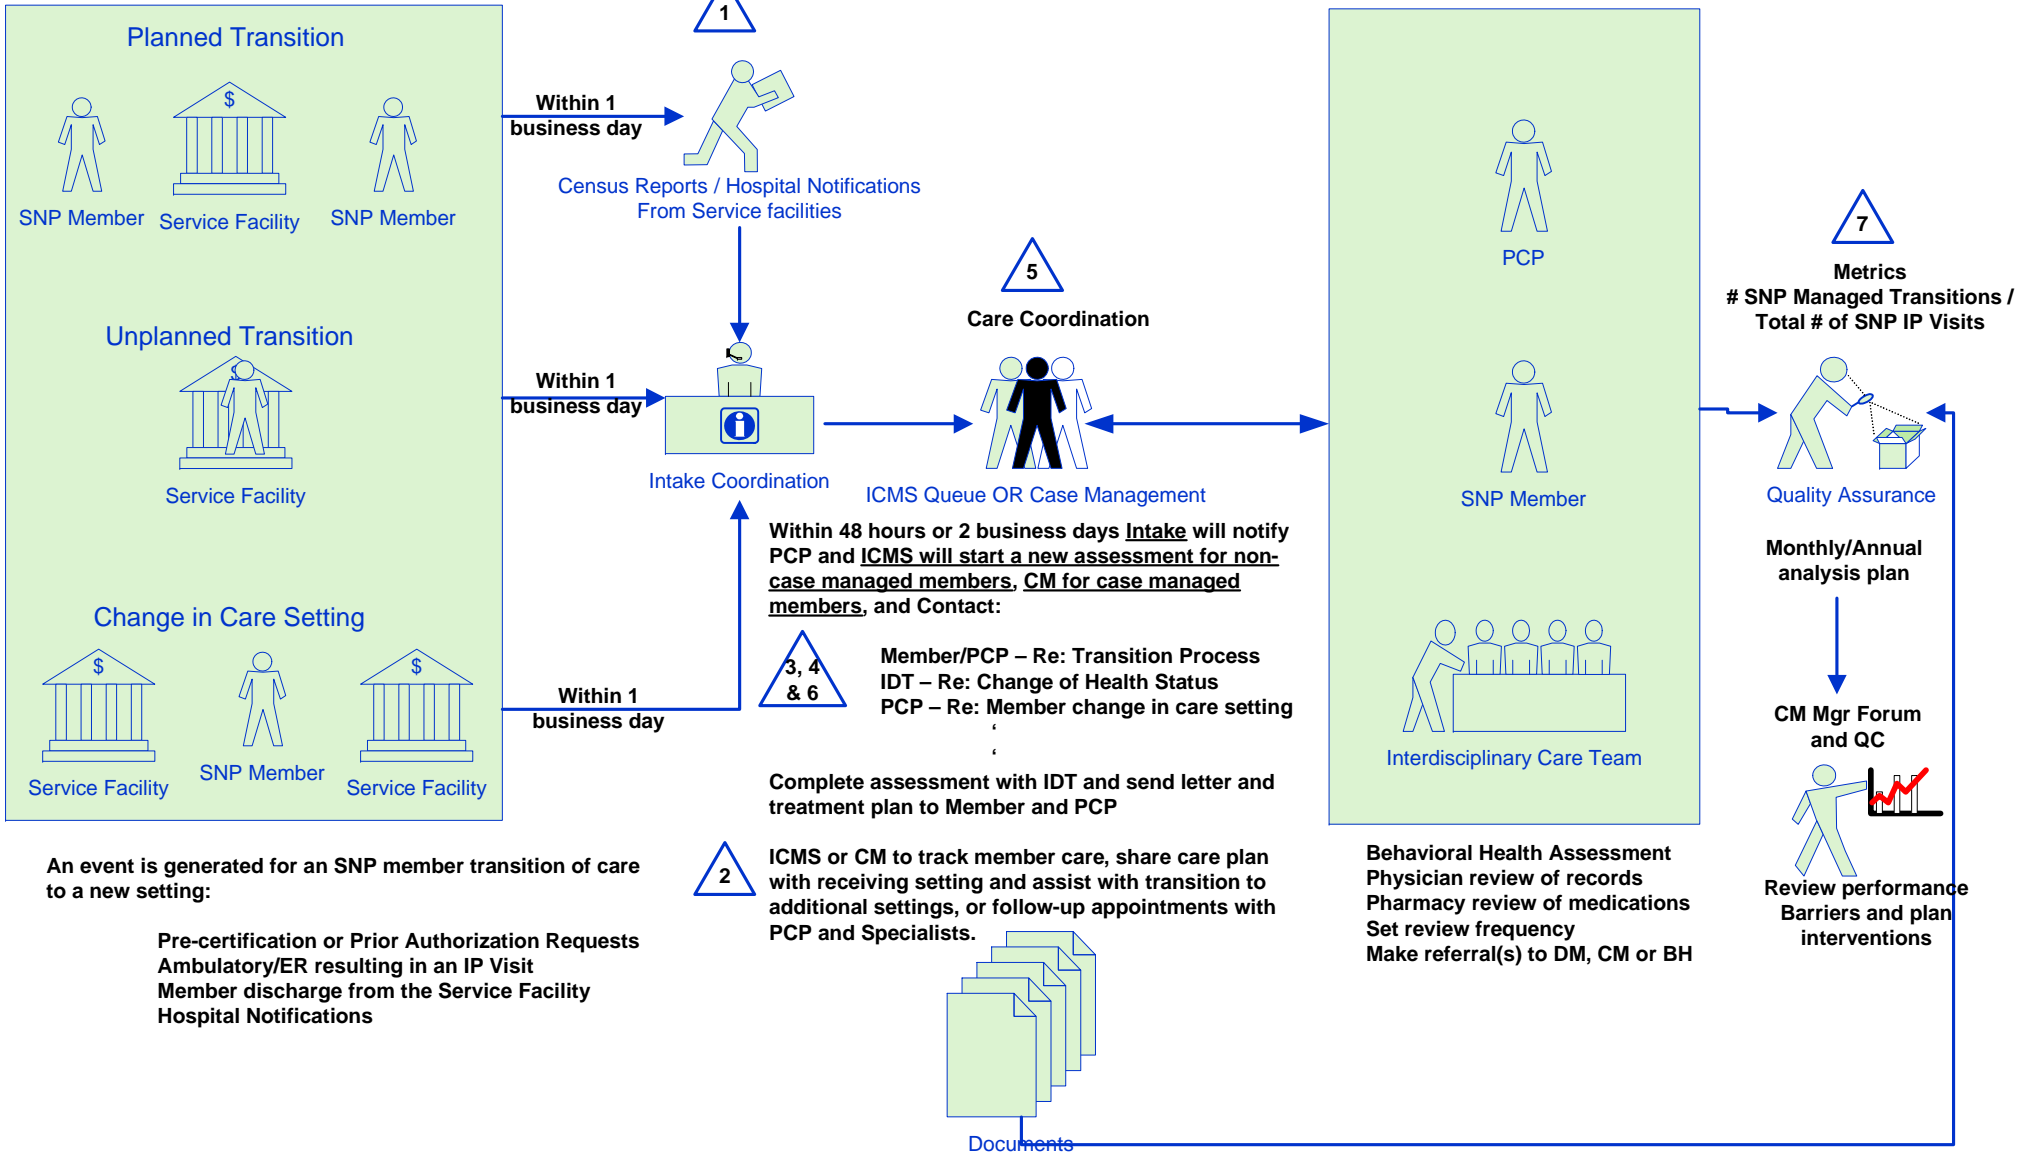 Planned Transition
$
SNP Member
Service Facility
SNP Member
Unplanned Transition
$
Service Facility
Change in Care Setting
$
$
Service Facility
SNP Member
Service Facility
An event is generated for an SNP member transition of care
to a new setting:
Pre-certification or Prior Authorization Requests
Ambulatory/ER resulting in an IP Visit
Member discharge from the Service Facility
Hospital Notifications
Within 1
business day
Within 1
business day
Within 1
business day
1
Census Reports / Hospital Notifications
From Service facilities
i
Intake Coordination
5
Care Coordination
ICMS Queue OR Case Management
Within 48 hours or 2 business days Intake will notify
PCP and ICMS will start a new assessment for non-
case managed members, CM for case managed
members, and Contact:
3, 4
& 6
Member/PCP – Re: Transition Process
IDT – Re: Change of Health Status
PCP – Re: Member change in care setting
‘
‘
Complete assessment with IDT and send letter and
treatment plan to Member and PCP
2
ICMS or CM to track member care, share care plan
with receiving setting and assist with transition to
additional settings, or follow-up appointments with
PCP and Specialists.
Documents
PCP
SNP Member
Interdisciplinary Care Team
Behavioral Health Assessment
Physician review of records
Pharmacy review of medications
Set review frequency
Make referral(s) to DM, CM or BH
7
Metrics
# SNP Managed Transitions /
Total # of SNP IP Visits
Quality Assurance
Monthly/Annual
analysis plan
CM Mgr Forum
and QC
Review performance
Barriers and plan
interventions